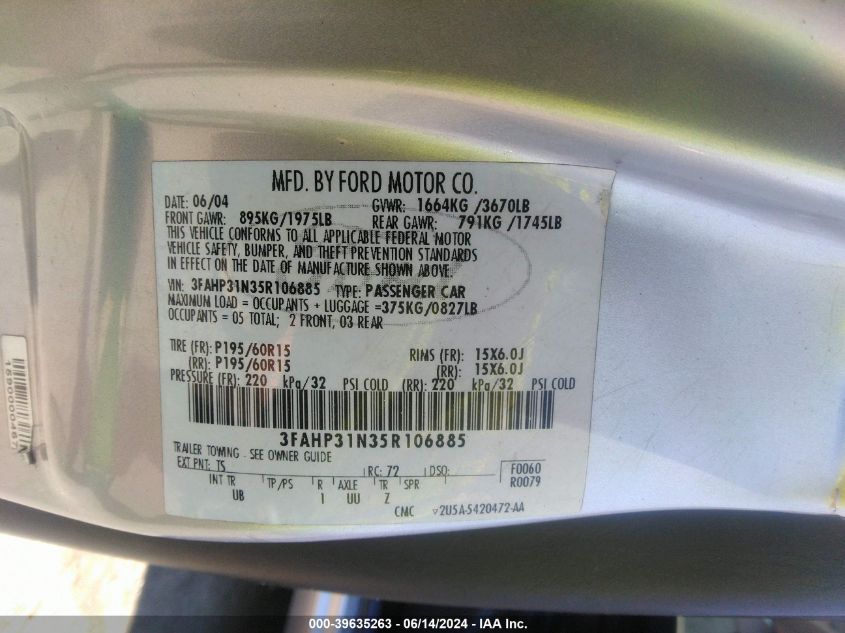 MFD. BY FORD MOTOR CO.
DATE: 06/04 GVWR: 1664KG /3670LB
FRONT GAWR: 895KG/1975LB REAR GAWR: 791KG /1745LB
THIS VEHICLE CONFORMS TO ALL APPLICABLE FEDERAL MOTOR
VEHICLE SAFETY, BUMPER, AND THEFT PREVENTION STANDARDS
IN EFFECT ON THE DATE OF MANUFACTURE SHOWN ABOVE.
VIN: 3FAHP31N35R106885 TYPE: PASSENGER CAR
MAXIMUM LOAD = OCCUPANTS + LUGGAGE =375KG/0827LB
OCCUPANTS = 05 TOTAL; 2 FRONT, 03 REAR
TIRE (FR): P195/60R15 RIMS (FR): 15X6.0J
(RR): P195/60R15 (RR): 15X6.0J
PRESSURE (FR): 220 kPa/32 PSI COLD (RR): 220 kPa/32 PSI COLD
3FAHP31N35R106885
TRAILER TOWING - SEE OWNER GUIDE
EXT PNT: TS RC: 72 DSO: F0060
INT TR TP/PS R AXLE TR SPR R0079
UB I UU Z
CMC 2U5A-5420472-AA
000-39635263 - 06/14/2024 - IAA Inc.